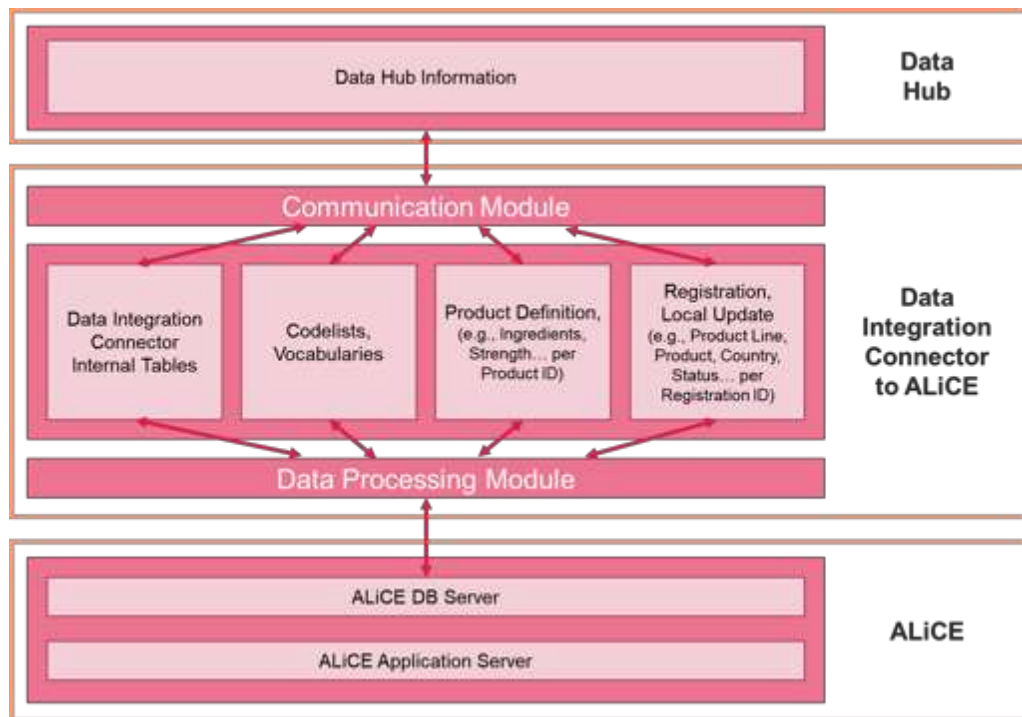 Data Hub Information
Data
Hub
Communication Module
Data Integration
Connector
Internal Tables
Codelists,
Vocabularies
Product Definition,
(e.g., Ingredients,
Strength... per
Product ID)
Registration,
Local Update
(e.g., Product Line,
Product, Country,
Status... per
Registration ID)
Data
Integration
Connector
to ALiCE
Data Processing Module
ALiCE DB Server
ALiCE Application Server
ALiCE